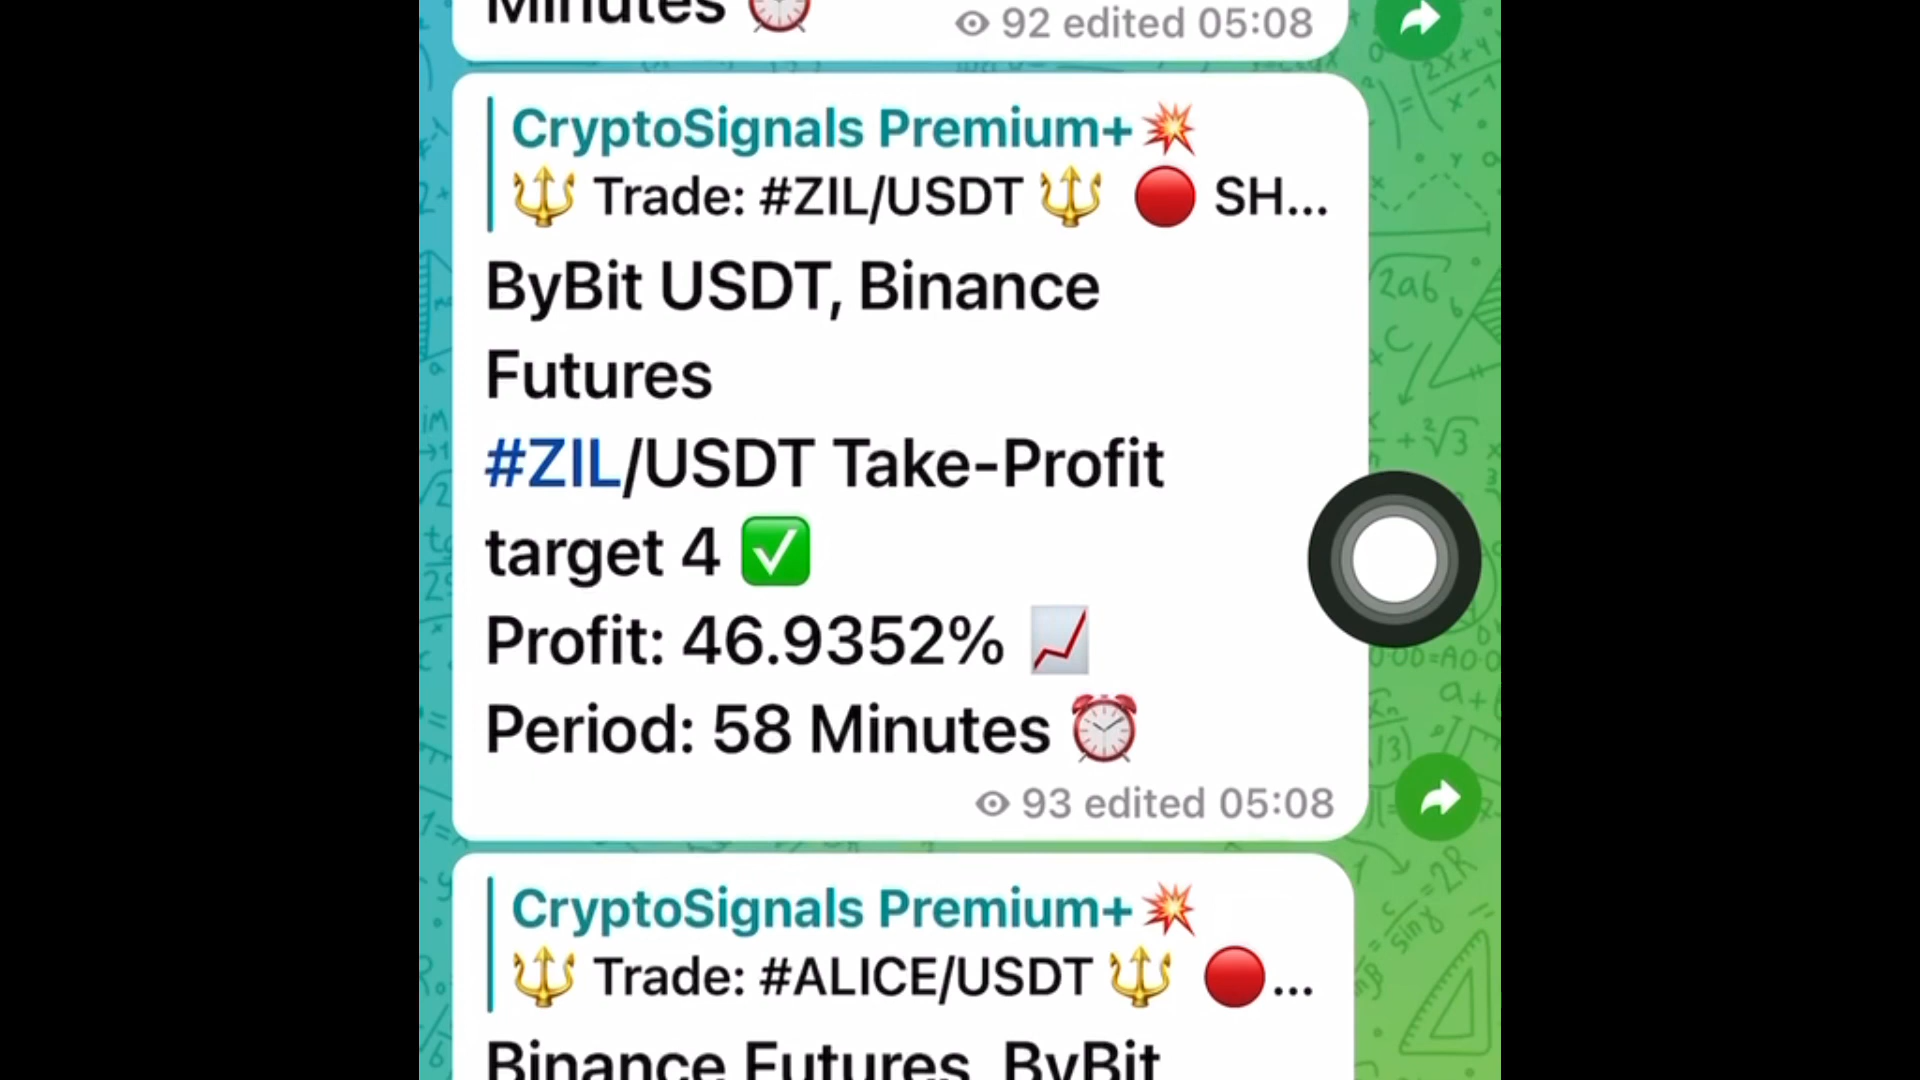 Minutes ⏰
92 edited 05:08
CryptoSignals Premium+💥
🔱 Trade: #ZIL/USDT 🔱 🔴 SH...
ByBit USDT, Binance
Futures
#ZIL/USDT Take-Profit
target 4 ✅
Profit: 46.9352% 📈
Period: 58 Minutes ⏰
93 edited 05:08
CryptoSignals Premium+💥
🔱 Trade: #ALICE/USDT 🔱 🔴...
Binance Futures, ByBit